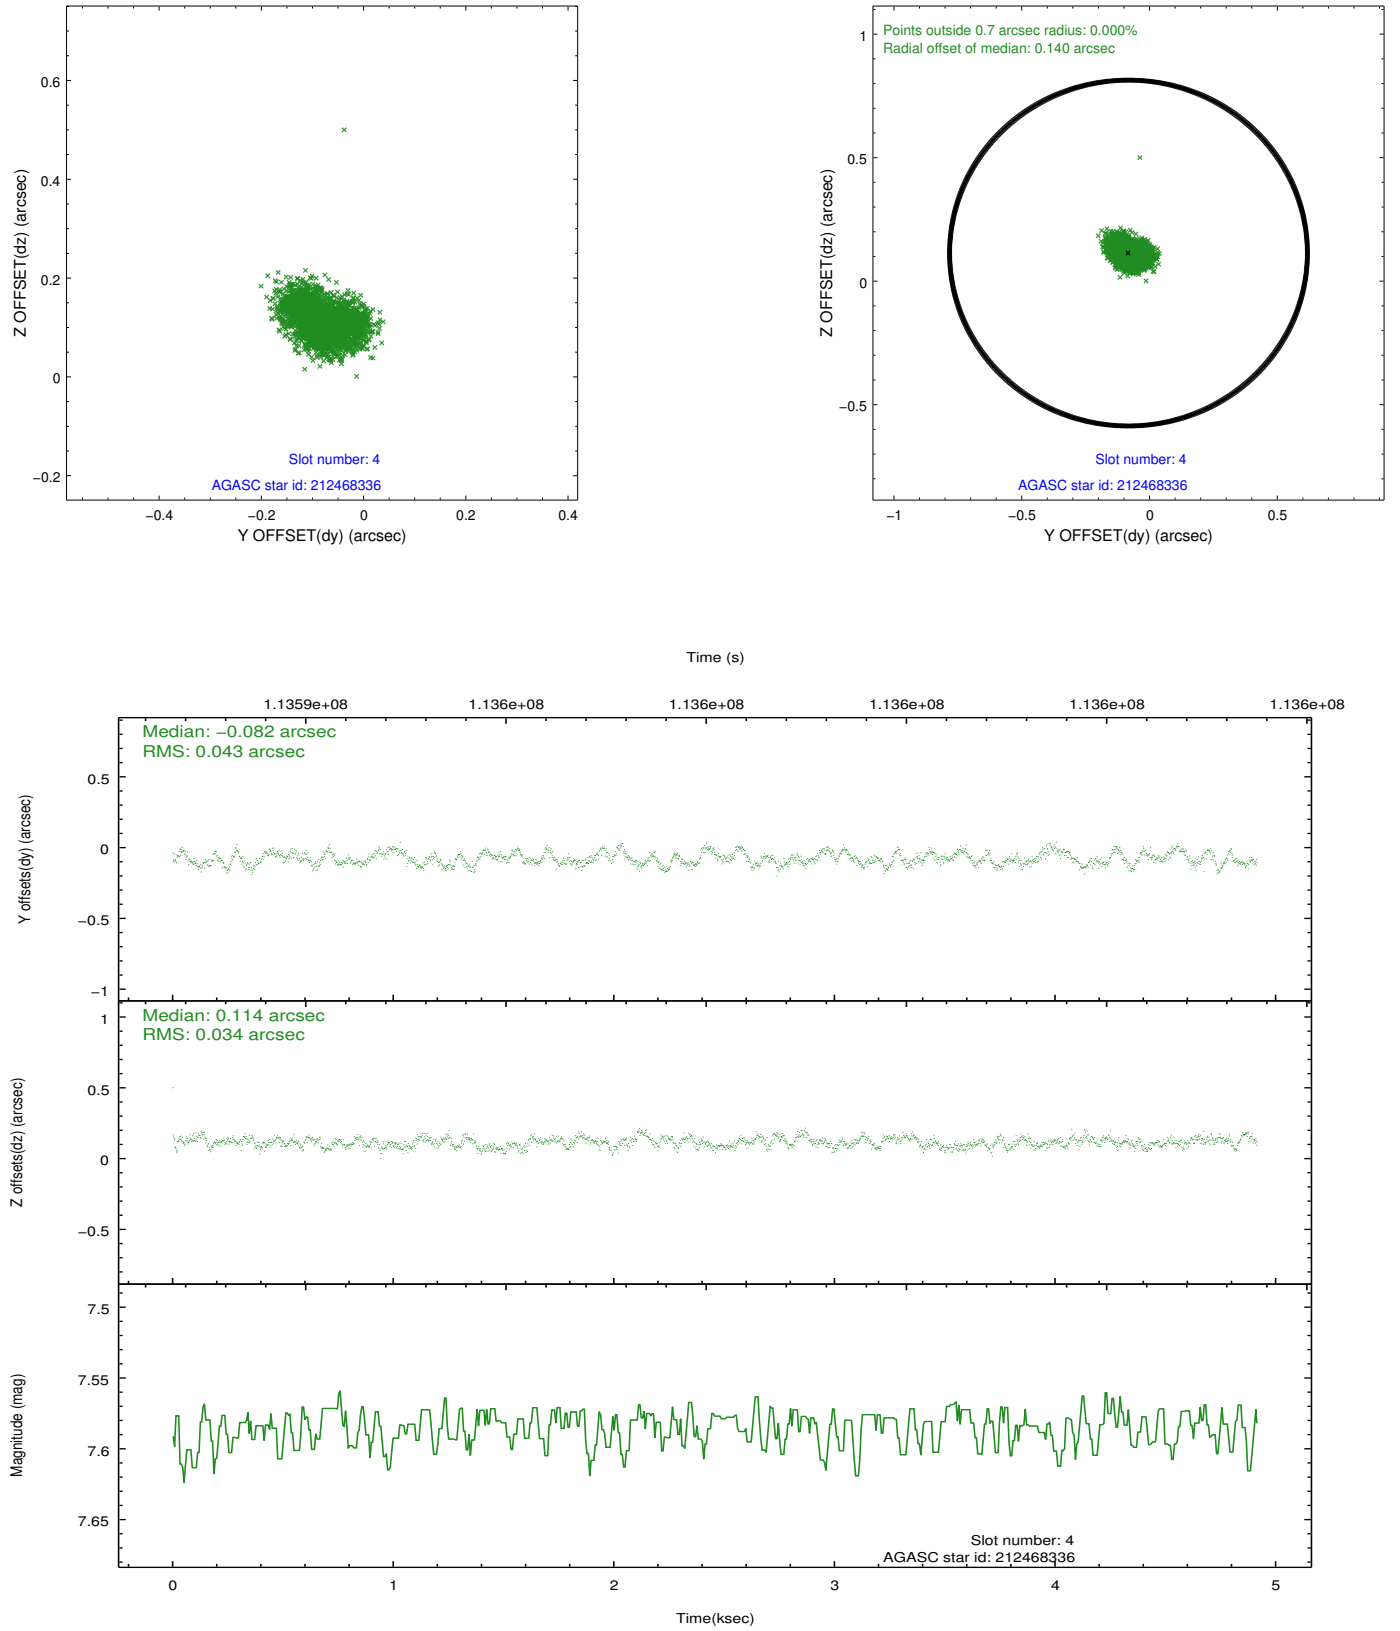 0.6
0.4
0.2
0
−0.2
−0.4
−0.2
0
0.2
0.4
Z OFFSET(dz) (arcsec)
Y OFFSET(dy) (arcsec)
Slot number: 4
AGASC star id: 212468336
Points outside 0.7 arcsec radius: 0.000%
Radial offset of median: 0.140 arcsec
1
0.5
0
−0.5
−1
−0.5
0
0.5
Z OFFSET(dz) (arcsec)
Y OFFSET(dy) (arcsec)
Slot number: 4
AGASC star id: 212468336
Time (s)
1.1359e+08
1.136e+08
1.136e+08
1.136e+08
1.136e+08
1.136e+08
Median: −0.082 arcsec
RMS: 0.043 arcsec
0.5
0
−0.5
−1
Y offsets(dy) (arcsec)
Median: 0.114 arcsec
RMS: 0.034 arcsec
1
0.5
0
−0.5
Z offsets(dz) (arcsec)
7.5
7.55
7.6
7.65
Magnitude (mag)
Slot number: 4
AGASC star id: 212468336
0
1
2
3
4
5
Time(ksec)